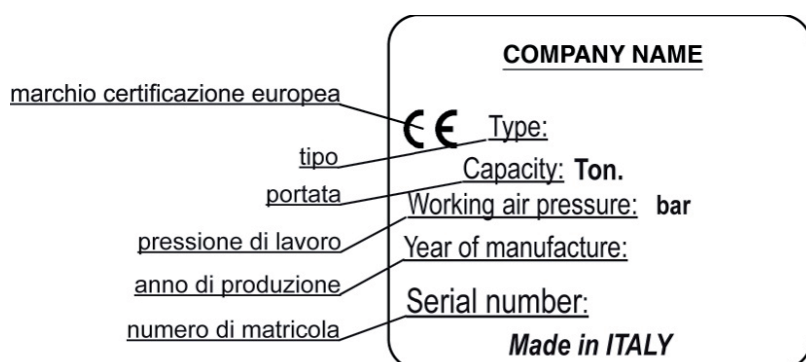 COMPANY NAME
marchio certificazione europea
CE Type:
tipo
Capacity: Ton.
portata
Working air pressure: bar
pressione di lavoro
Year of manufacture:
anno di produzione
Serial number:
numero di matricola
Made in ITALY